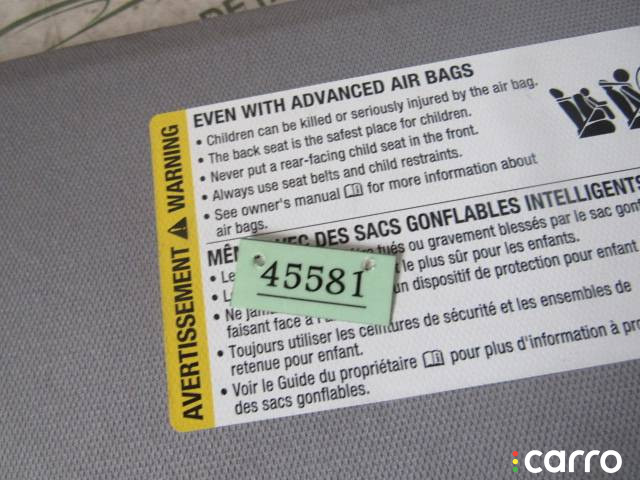 EVEN WITH ADVANCED AIR BAGS
• Children can be killed or seriously injured by the air bag.
• The back seat is the safest place for children.
• Never put a rear-facing child seat in the front.
• Always use seat belts and child restraints.
• See owner's manual for more information about
air bags.
AVERTISSEMENT WARNING
DES SACS GONFLABLES INTELLIGENTS
tués ou gravement blessés par le sac
le plus sûr pour les enfants.
un dispositif de protection pour enfant
faisant face à
45581
• Toujours utiliser les ceintures de sécurité et les ensembles de
retenue pour enfant.
• Voir le Guide du propriétaire pour plus d'information à
des sacs gonflables.
carro